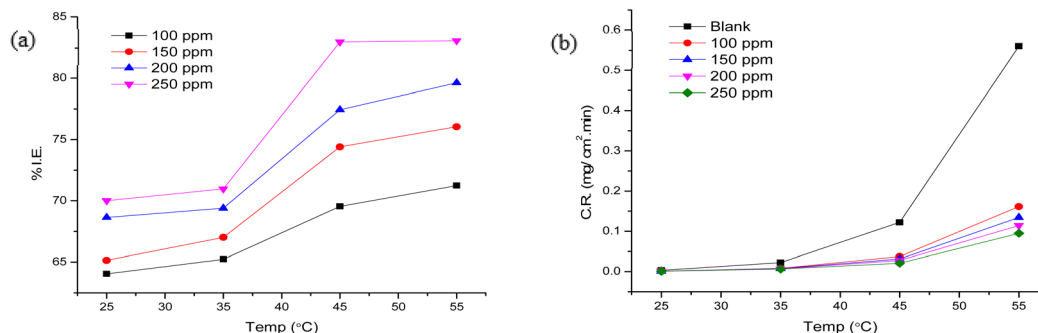 (a)
100 ppm
150 ppm
200 ppm
250 ppm
85
80
75
70
65
% I.E.
25 30 35 40 45 50 55
Temp (°C)
(b)
Blank
100 ppm
150 ppm
200 ppm
250 ppm
0.6
0.5
0.4
0.3
0.2
0.1
0.0
C.R. (mg/cm².min)
25 30 35 40 45 50 55
Temp (°C)